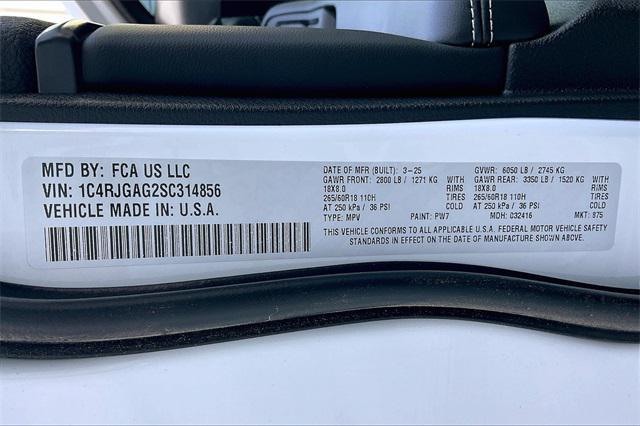 MFD BY: FCA US LLC
VIN: 1C4RJGAG2SC314856
VEHICLE MADE IN: U.S.A.
DATE OF MFR (BUILT): 3-25 GVWR: 6050 LB / 2745 KG
GAWR FRONT: 2800 LB / 1271 KG WITH GAWR REAR: 3350 LB / 1520 KG WITH
18X8.0 RIMS 18X8.0 RIMS
265/60R18 110H TIRES 265/60R18 110H TIRES
AT 250 kPa / 36 PSI COLD AT 250 kPa / 36 PSI COLD
TYPE: MPV PAINT: PW7 MDH: 032416 MKT: 875
THIS VEHICLE CONFORMS TO ALL APPLICABLE U.S.A. FEDERAL MOTOR VEHICLE SAFETY
STANDARDS IN EFFECT ON THE DATE OF MANUFACTURE SHOWN ABOVE.